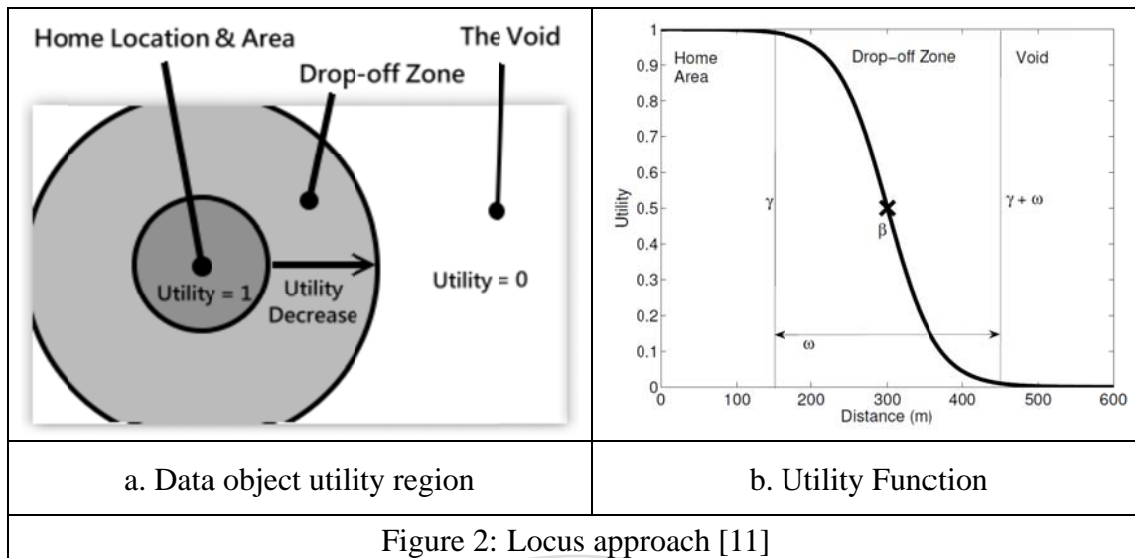 Home Location & Area
The Void
Drop-off Zone
Utility = 1
Utility
Decrease
Utility = 0
1
0.9
0.8
0.7
0.6
0.5
0.4
0.3
0.2
0.1
0
Utility
Home
Area
Drop-off Zone
Void
γ
β
γ + ω
ω
0
100
200
300
400
500
600
Distance (m)
a. Data object utility region
b. Utility Function
Figure 2: Locus approach [11]